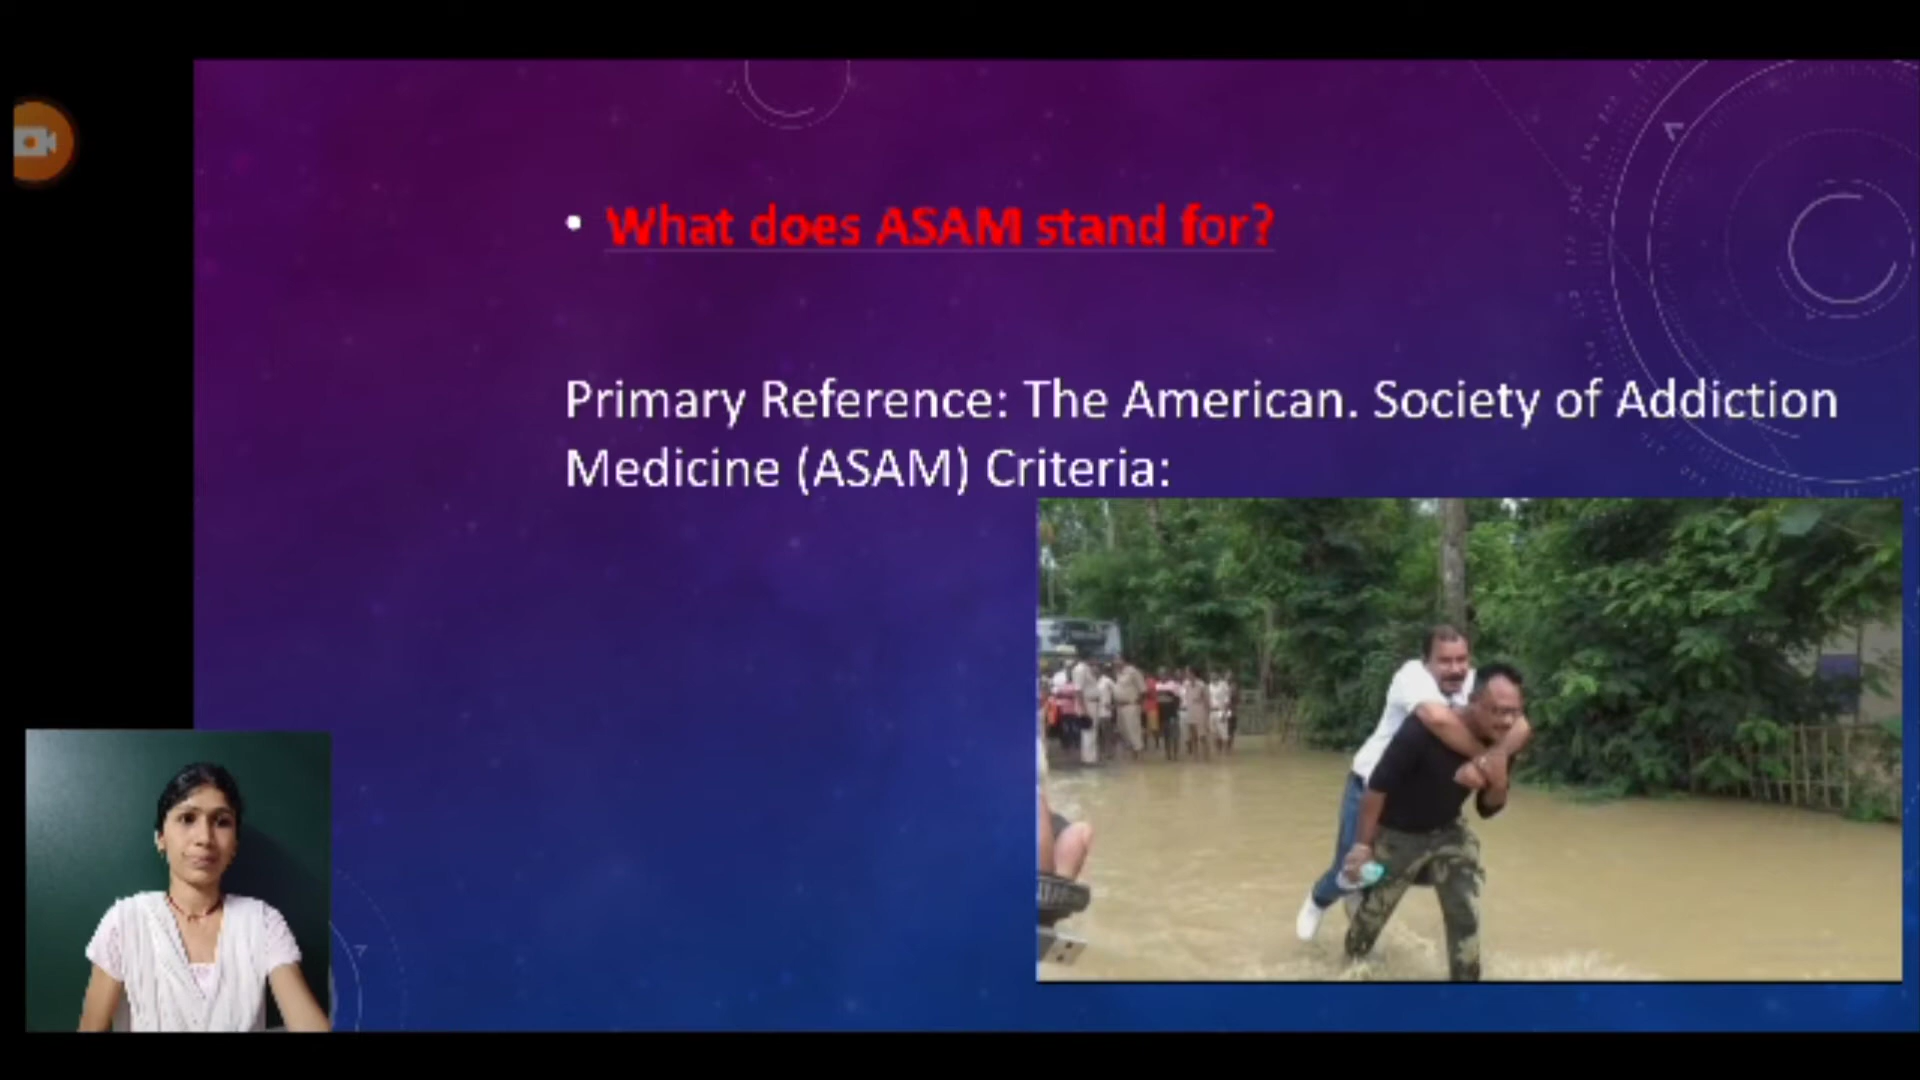 What does ASAM stand for?
Primary Reference: The American. Society of Addiction
Medicine (ASAM) Criteria: